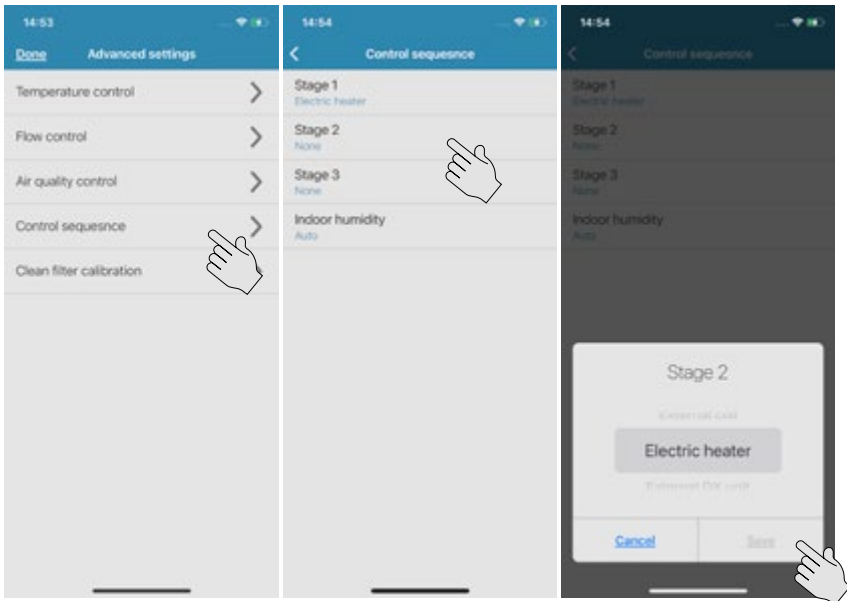 14:53
Done Advanced settings
Temperature control
Flow control
Air quality control
Control sequesnce
Clean filter calibration
14:54
Control sequesnce
Stage 1
Electric heater
Stage 2
None
Stage 3
None
Indoor humidity
Auto
14:54
Control sequesnce
Stage 1
Electric heater
Stage 2
None
Stage 3
None
Indoor humidity
Auto
Stage 2
External coil
Electric heater
External DX unit
Cancel Save